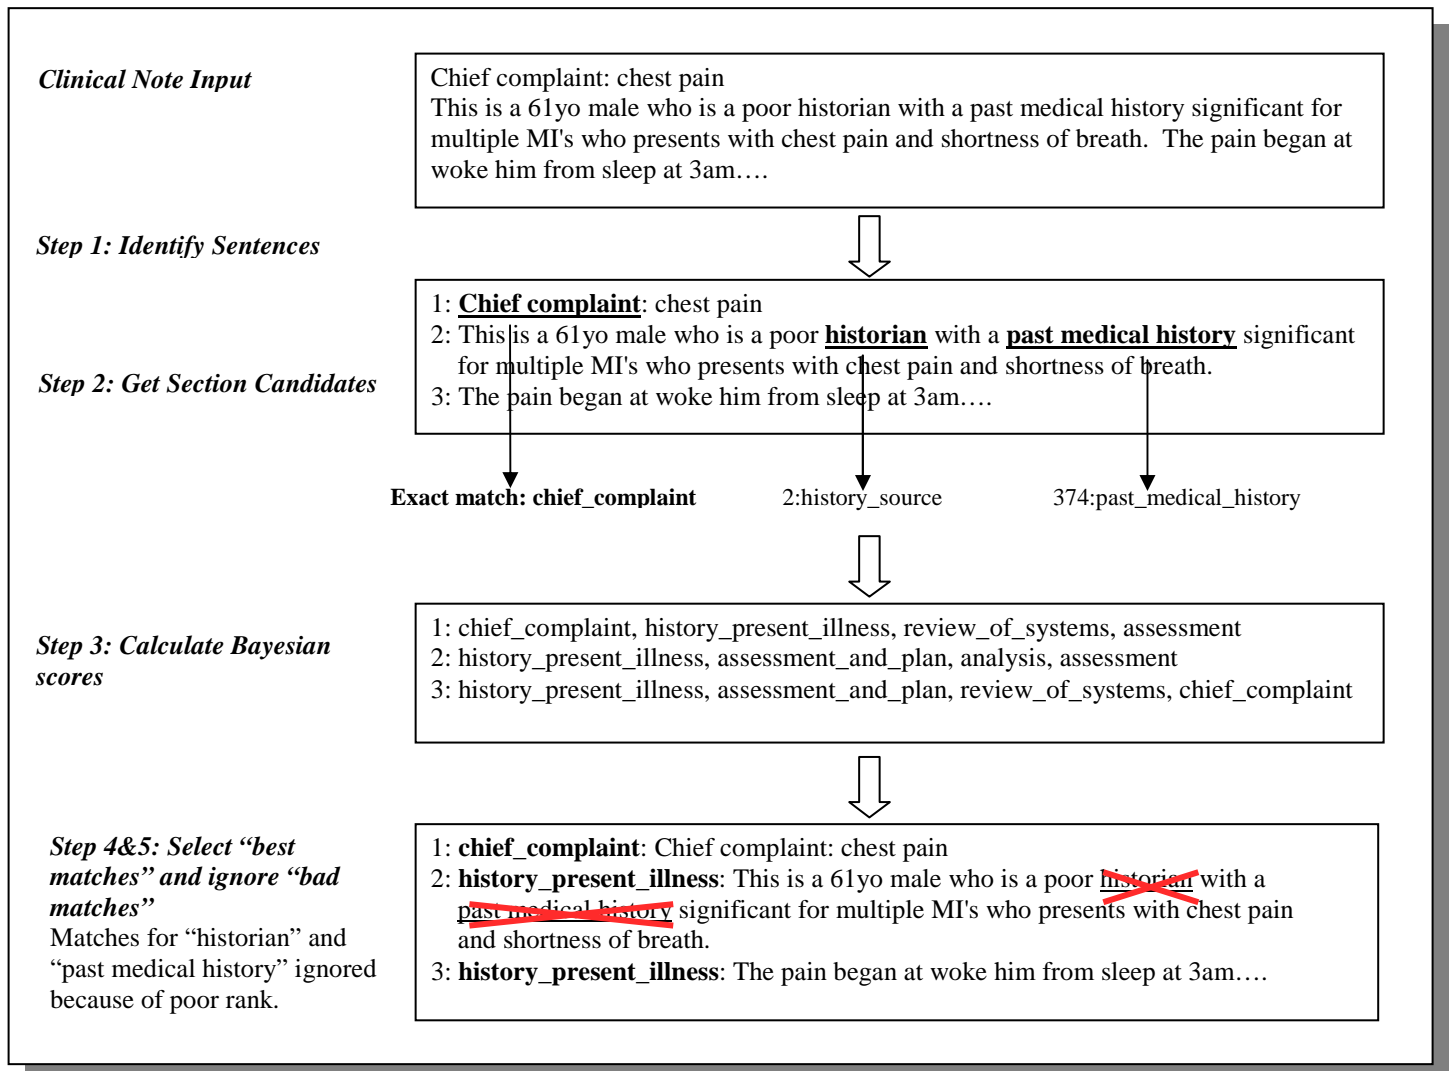 Clinical Note Input
Chief complaint: chest pain
This is a 61yo male who is a poor historian with a past medical history significant for
multiple MI's who presents with chest pain and shortness of breath.  The pain began at
woke him from sleep at 3am….
Step 1: Identify Sentences
1: Chief complaint: chest pain
2: This is a 61yo male who is a poor historian with a past medical history significant
for multiple MI's who presents with chest pain and shortness of breath.
3: The pain began at woke him from sleep at 3am….
Step 2: Get Section Candidates
Exact match: chief_complaint
2:history_source
374:past_medical_history
Step 3: Calculate Bayesian
scores
1: chief_complaint, history_present_illness, review_of_systems, assessment
2: history_present_illness, assessment_and_plan, analysis, assessment
3: history_present_illness, assessment_and_plan, review_of_systems, chief_complaint
Step 4&5: Select “best
matches” and ignore “bad
matches”
Matches for “historian” and
“past medical history” ignored
because of poor rank.
1: chief_complaint: Chief complaint: chest pain
2: history_present_illness: This is a 61yo male who is a poor historian with a
past medical history significant for multiple MI's who presents with chest pain
and shortness of breath.
3: history_present_illness: The pain began at woke him from sleep at 3am….